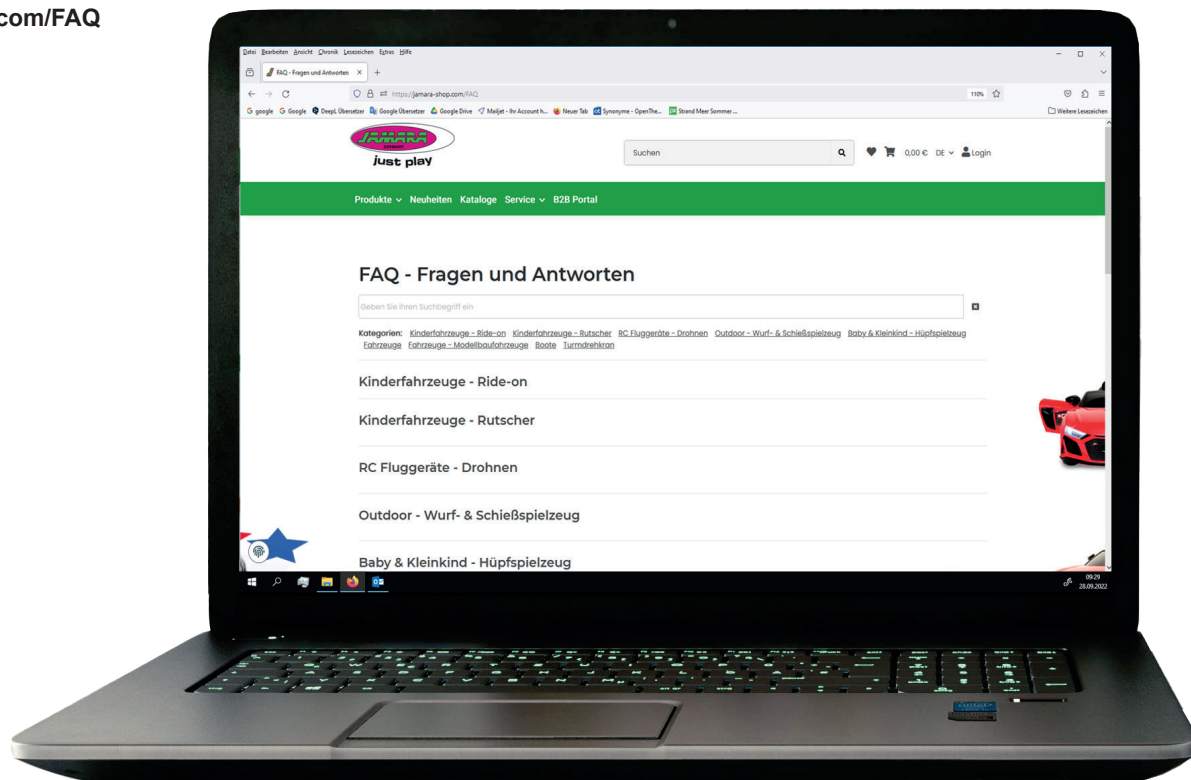 com/FAQ
Datei Bearbeiten Ansicht Chronik Lesezeichen Extras Hilfe
FAQ - Fragen und Antworten
https://jamara-shop.com/FAQ 110%
google Google DeepL Übersetzer Google Übersetzer Google Drive Mailjet - Ihr Account h... Neuer Tab Synonyme - OpenThe... Strand Meer Sommer ... Weitere Lesezeichen
JAMARA
GERMANY
just play
Suchen 0,00 € DE Login
Produkte Neuheiten Kataloge Service B2B Portal
FAQ - Fragen und Antworten
Geben Sie ihren Suchbegriff ein
Kategorien: Kinderfahrzeuge - Ride-on Kinderfahrzeuge - Rutscher RC Fluggeräte - Drohnen Outdoor - Wurf- & Schießspielzeug Baby & Kleinkind - Hüpfspielzeug
Fahrzeuge Fahrzeuge - Modellbaufahrzeuge Boote Turmdrehkran
Kinderfahrzeuge - Ride-on
Kinderfahrzeuge - Rutscher
RC Fluggeräte - Drohnen
Outdoor - Wurf- & Schießspielzeug
Baby & Kleinkind - Hüpfspielzeug
09:29
28.09.2022